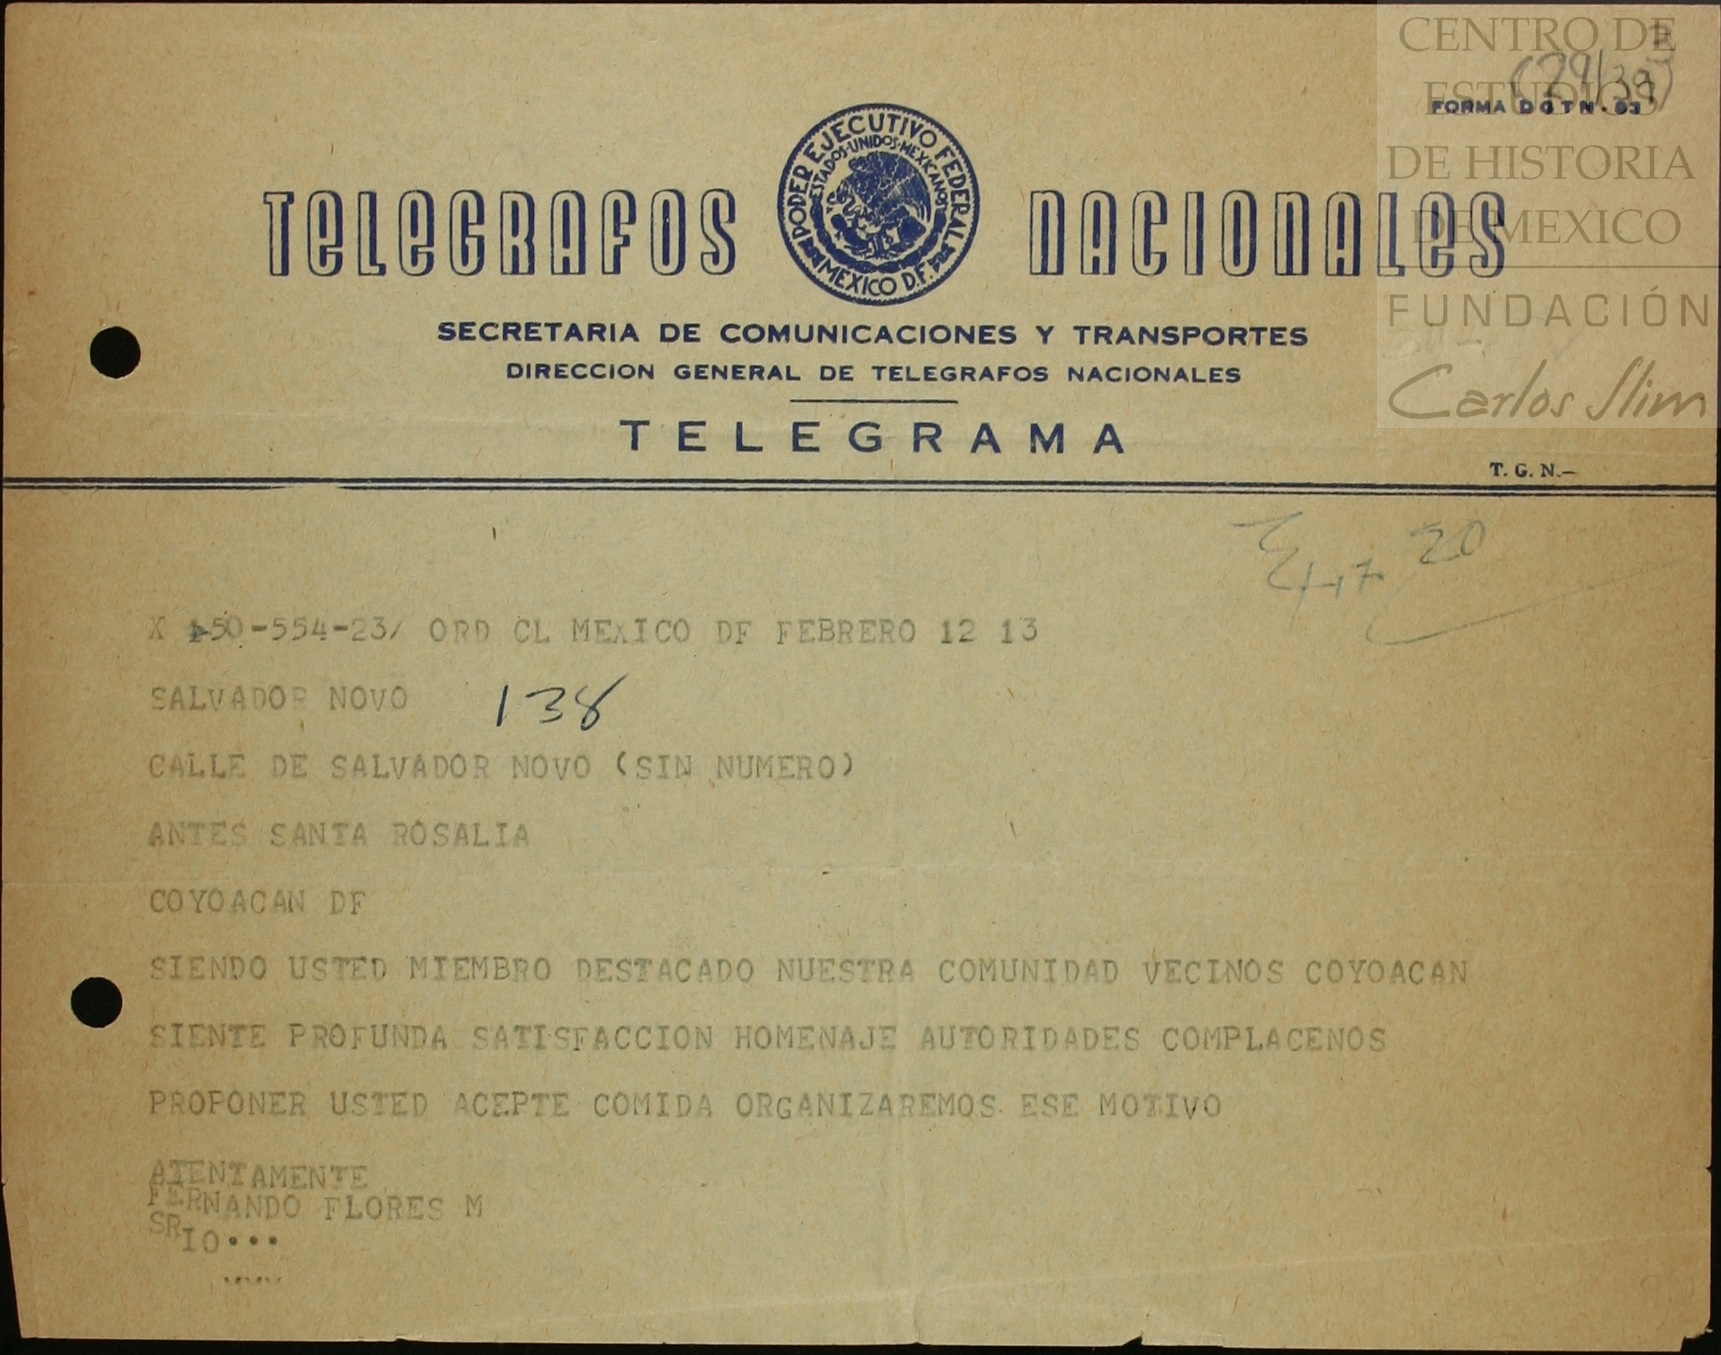 CENTRO DE
ESTUDIOS
DE HISTORIA
DE MEXICO
FUNDACIÓN
Carlos Slim
FORMA D G T N - 63
PODER EJECUTIVO FEDERAL
ESTADOS·UNIDOS·MEXICANOS
MEXICO D.F.
TELEGRAFOS NACIONALES
SECRETARIA DE COMUNICACIONES Y TRANSPORTES
DIRECCION GENERAL DE TELEGRAFOS NACIONALES
TELEGRAMA
T. G. N.—
20
X 150-554-23/ ORD CL MEXICO DF FEBRERO 12 13
SALVADOR NOVO 138
CALLE DE SALVADOR NOVO (SIN NUMERO)
ANTES SANTA ROSALIA
COYOACAN DF
SIENDO USTED MIEMBRO DESTACADO NUESTRA COMUNIDAD VECINOS COYOACAN
SIENTE PROFUNDA SATISFACCION HOMENAJE AUTORIDADES COMPLACENOS
PROPONER USTED ACEPTE COMIDA ORGANIZAREMOS ESE MOTIVO
ATENTAMENTE
FERNANDO FLORES M
SRIO...